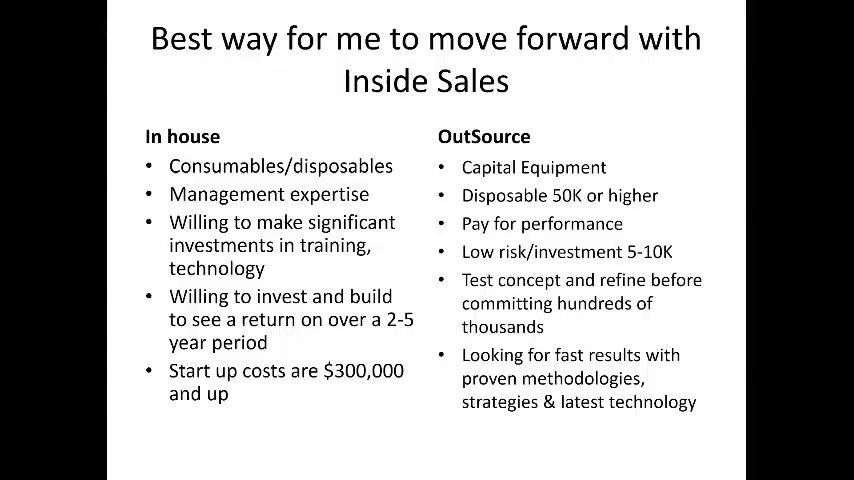 Best way for me to move forward with
Inside Sales
In house
• Consumables/disposables
• Management expertise
• Willing to make significant
investments in training,
technology
• Willing to invest and build
to see a return on over a 2-5
year period
• Start up costs are $300,000
and up
OutSource
• Capital Equipment
• Disposable 50K or higher
• Pay for performance
• Low risk/investment 5-10K
• Test concept and refine before
committing hundreds of
thousands
• Looking for fast results with
proven methodologies,
strategies & latest technology